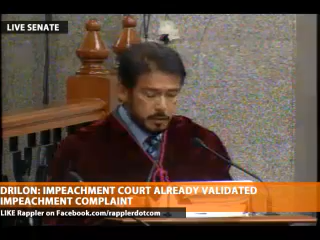 LIVE SENATE
DRILON: IMPEACHMENT COURT ALREADY VALIDATED
IMPEACHMENT COMPLAINT
LIKE Rappler on Facebook.com/rapplerdotcom